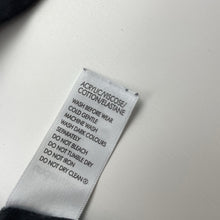 ACRYLIC/VISCOSE/
COTTON/ELASTANE
WASH BEFORE WEAR
COLD GENTLE
MACHINE WASH
WASH DARK COLOURS
SEPARATELY
DO NOT BLEACH
DO NOT TUMBLE DRY
DO NOT IRON
DO NOT DRY CLEAN